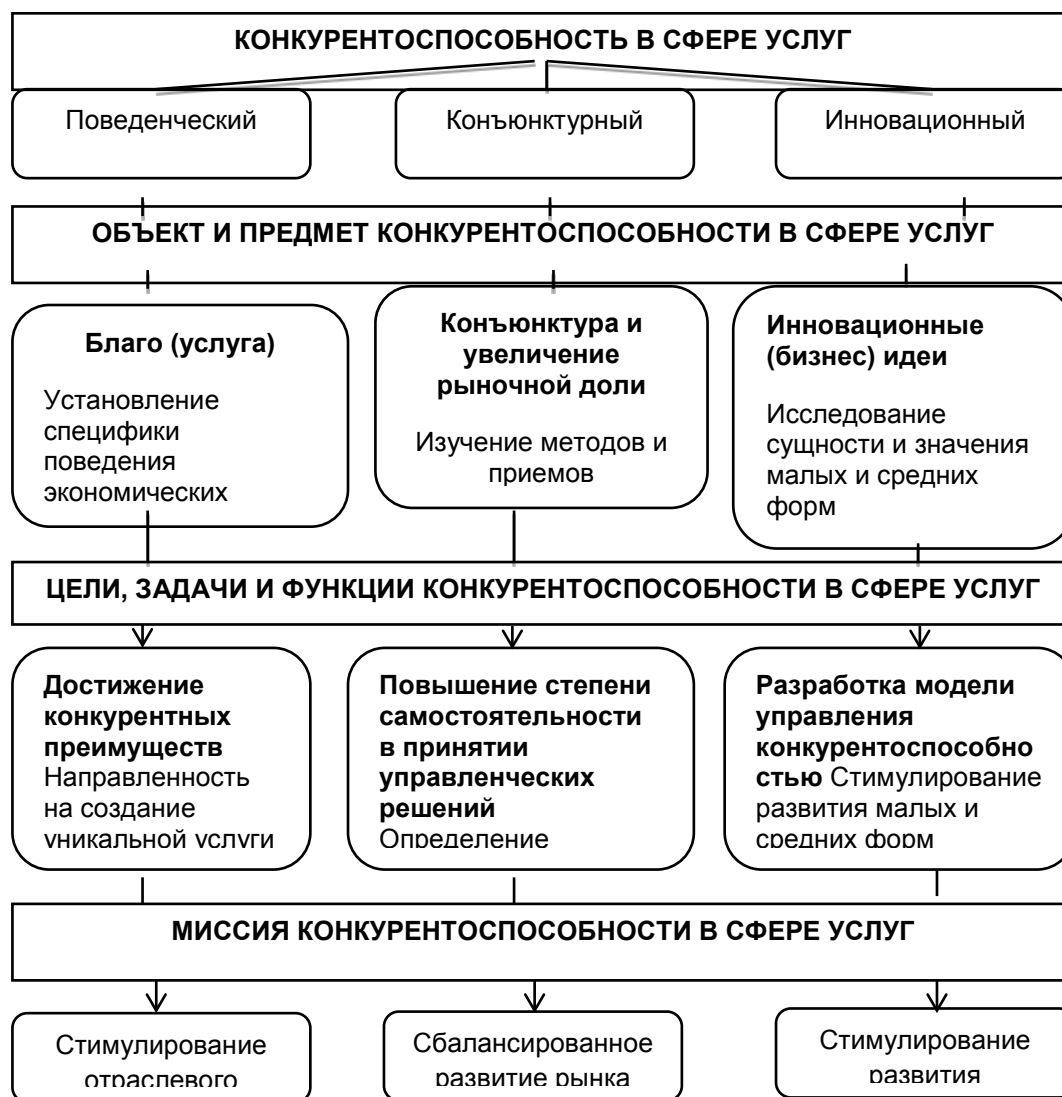 КОНКУРЕНТОСПОСОБНОСТЬ В СФЕРЕ УСЛУГ
Поведенческий
Конъюнктурный
Инновационный
ОБЪЕКТ И ПРЕДМЕТ КОНКУРЕНТОСПОСОБНОСТИ В СФЕРЕ УСЛУГ
Благо (услуга)
Установление
специфики
поведения
экономических
Конъюнктура и
увеличение
рыночной доли
Изучение методов и
приемов
Инновационные
(бизнес) идеи
Исследование
сущности и значения
малых и средних
форм
ЦЕЛИ, ЗАДАЧИ И ФУНКЦИИ КОНКУРЕНТОСПОСОБНОСТИ В СФЕРЕ УСЛУГ
Достижение
конкурентных
преимуществ
Направленность
на создание
уникальной услуги
Повышение степени
самостоятельности
в принятии
управленческих
решений
Определение
Разработка модели
управления
конкурентоспособно
стью Стимулирование
развития малых и
средних форм
МИССИЯ КОНКУРЕНТОСПОСОБНОСТИ В СФЕРЕ УСЛУГ
Стимулирование
отраслевого
Сбалансированное
развитие рынка
Стимулирование
развития